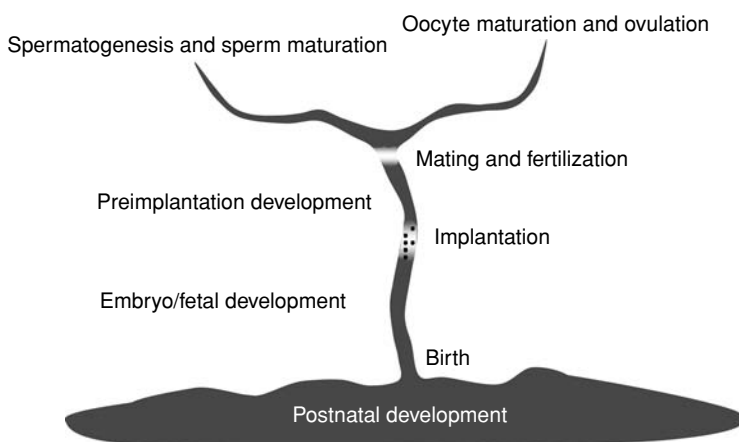 Oocyte maturation and ovulation
Spermatogenesis and sperm maturation
Mating and fertilization
Preimplantation development
Implantation
Embryo/fetal development
Birth
Postnatal development